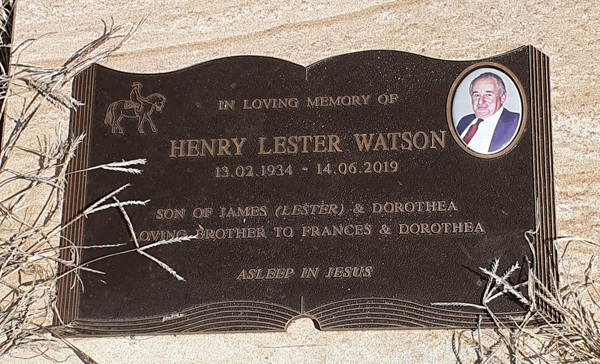 IN LOVING MEMORY OF
HENRY LESTER WATSON
13.02.1934 - 14.06.2019
SON OF JAMES (LESTER) & DOROTHEA
LOVING BROTHER TO FRANCES & DOROTHEA
ASLEEP IN JESUS